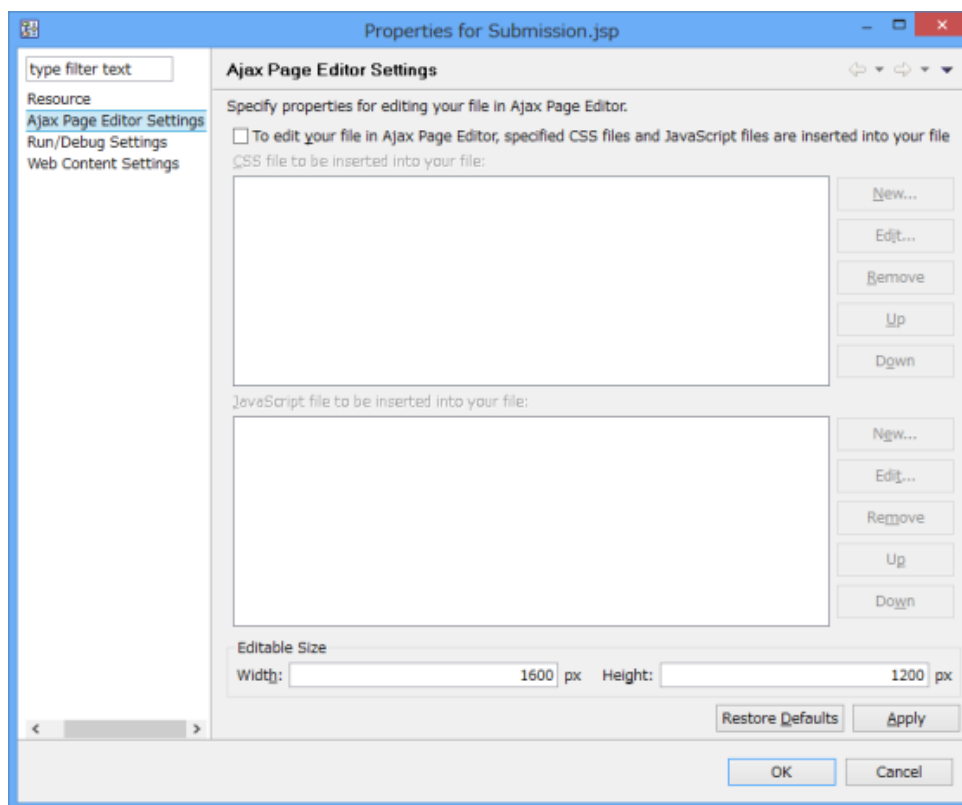 Properties for Submission.jsp
type filter text
Resource
Ajax Page Editor Settings
Run/Debug Settings
Web Content Settings
Ajax Page Editor Settings
Specify properties for editing your file in Ajax Page Editor.
To edit your file in Ajax Page Editor, specified CSS files and JavaScript files are inserted into your file
CSS file to be inserted into your file:
New...
Edit...
Remove
Up
Down
JavaScript file to be inserted into your file:
New...
Edit...
Remove
Up
Down
Editable Size
Width: 1600 px Height: 1200 px
Restore Defaults Apply
OK Cancel